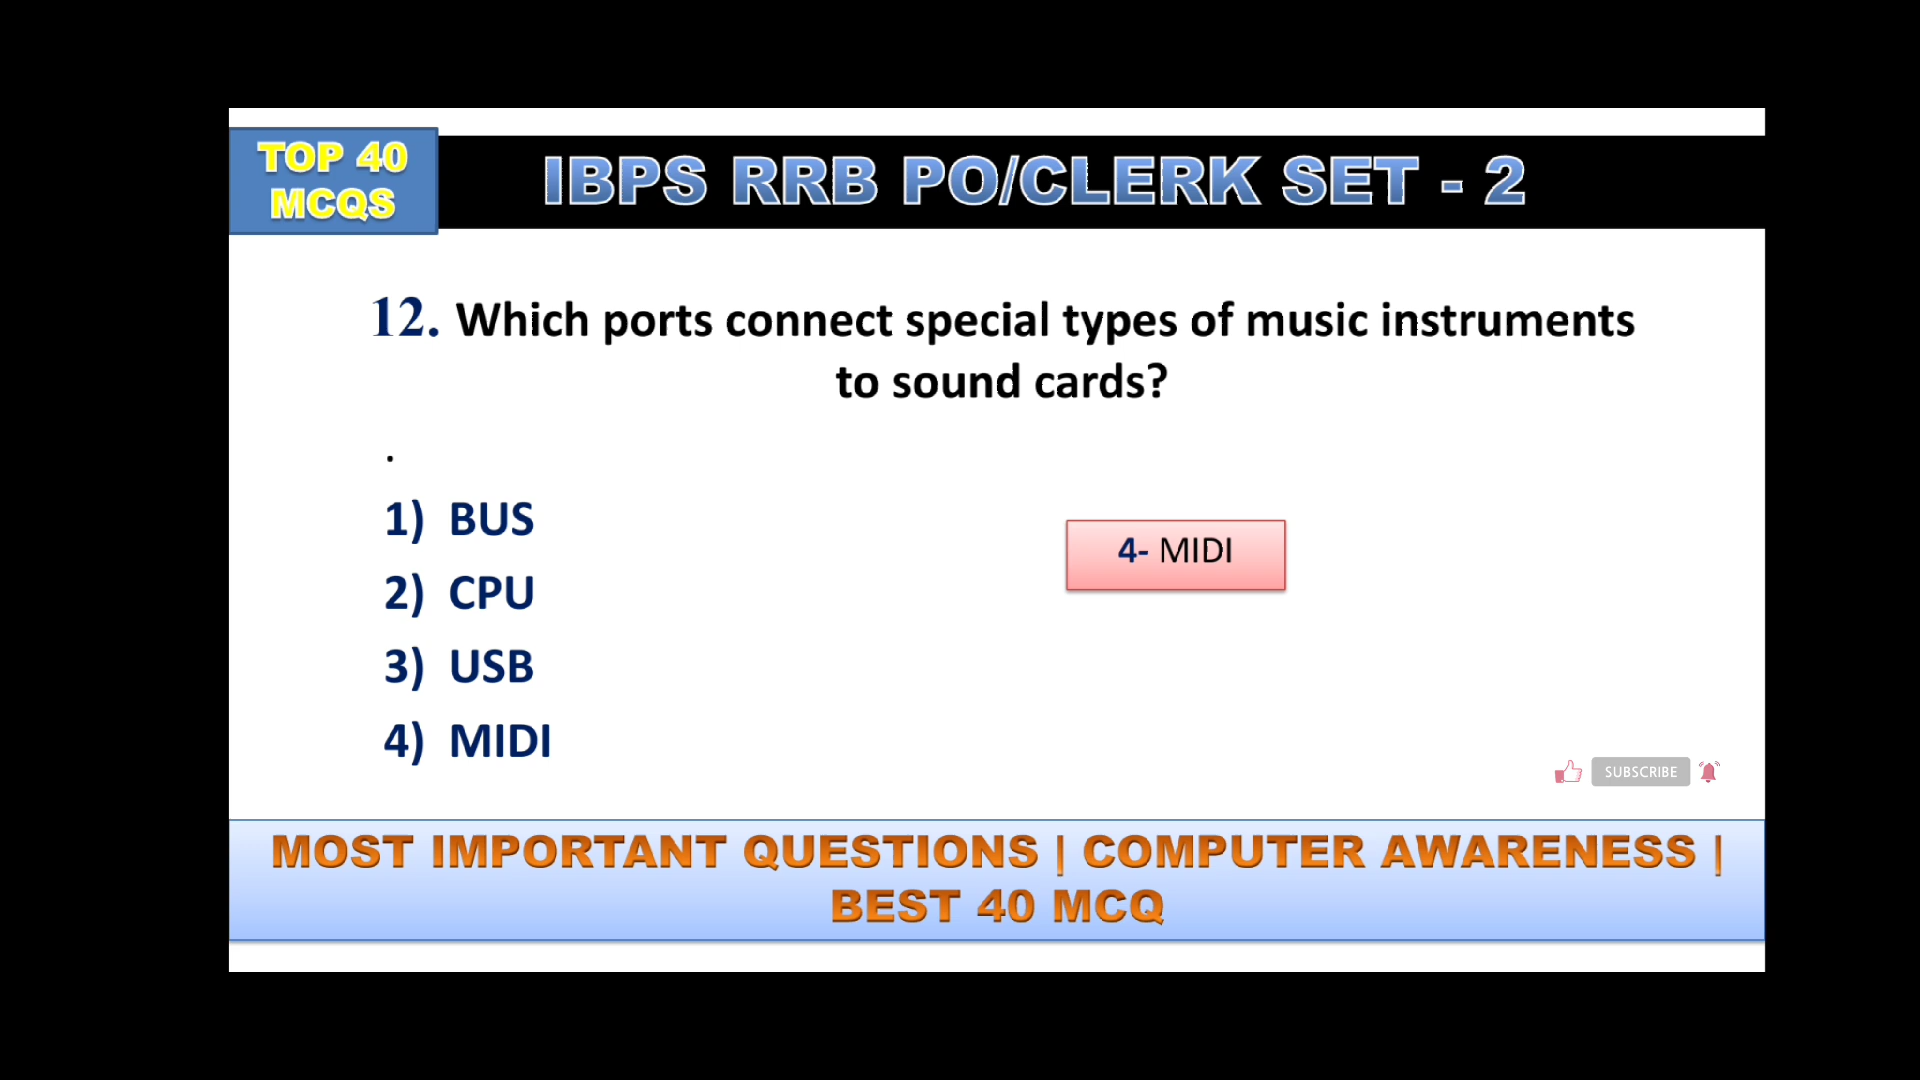 TOP 40
MCQS
IBPS RRB PO/CLERK SET - 2
12. Which ports connect special types of music instruments
to sound cards?
.
1) BUS
2) CPU
3) USB
4) MIDI
4- MIDI
SUBSCRIBE
MOST IMPORTANT QUESTIONS | COMPUTER AWARENESS |
BEST 40 MCQ